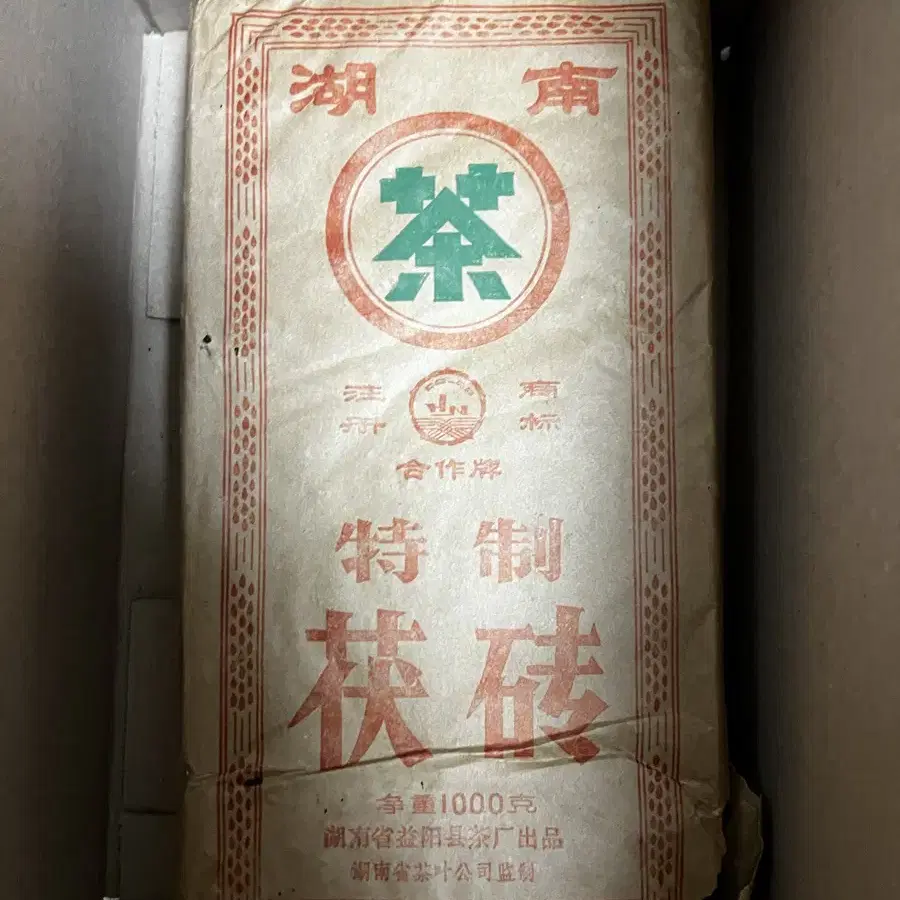 湖南
茶
注册商标
合作牌
特制
茯砖
净重1000克
湖南省益阳县茶厂出品
湖南省茶叶公司监制